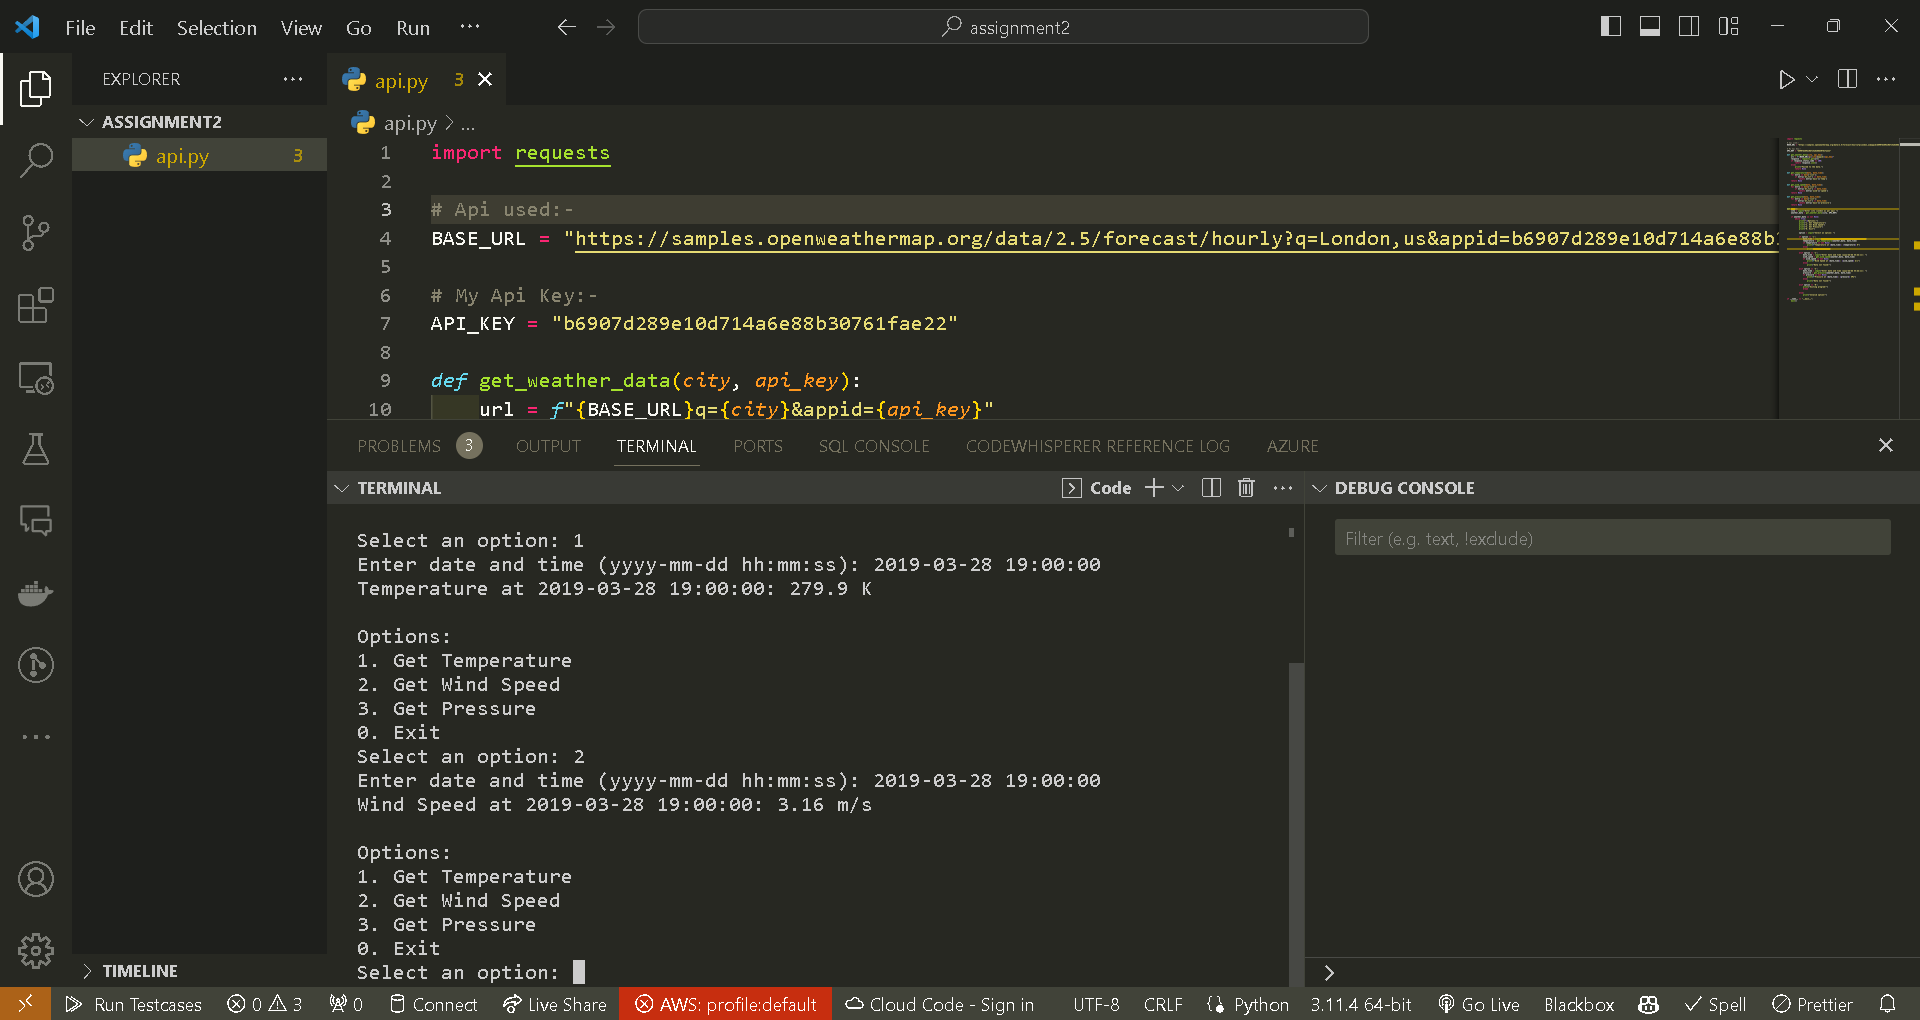 File Edit Selection View Go Run ···
assignment2
EXPLORER ···
ASSIGNMENT2
api.py 3
TIMELINE
api.py 3
api.py > ...
1 import requests
2
3 # Api used:-
4 BASE_URL = "https://samples.openweathermap.org/data/2.5/forecast/hourly?q=London,us&appid=b6907d289e10d714a6e88b
5
6 # My Api Key:-
7 API_KEY = "b6907d289e10d714a6e88b30761fae22"
8
9 def get_weather_data(city, api_key):
10 url = f"{BASE_URL}q={city}&appid={api_key}"
PROBLEMS 3 OUTPUT TERMINAL PORTS SQL CONSOLE CODEWHISPERER REFERENCE LOG AZURE
TERMINAL Code
Select an option: 1
Enter date and time (yyyy-mm-dd hh:mm:ss): 2019-03-28 19:00:00
Temperature at 2019-03-28 19:00:00: 279.9 K
Options:
1. Get Temperature
2. Get Wind Speed
3. Get Pressure
0. Exit
Select an option: 2
Enter date and time (yyyy-mm-dd hh:mm:ss): 2019-03-28 19:00:00
Wind Speed at 2019-03-28 19:00:00: 3.16 m/s
Options:
1. Get Temperature
2. Get Wind Speed
3. Get Pressure
0. Exit
Select an option:
DEBUG CONSOLE
Filter (e.g. text, !exclude)
Run Testcases 0 3 0 Connect Live Share AWS: profile:default Cloud Code - Sign in UTF-8 CRLF Python 3.11.4 64-bit Go Live Blackbox Spell Prettier